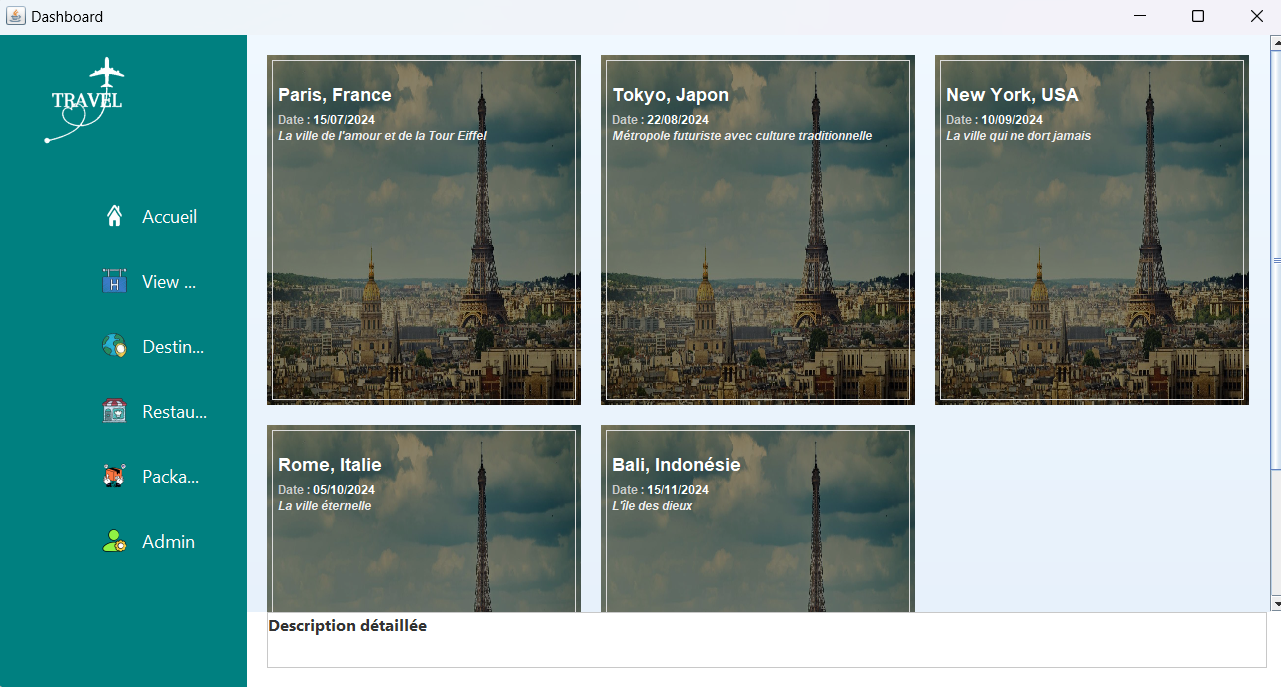 Dashboard
TRAVEL
Accueil
View ...
Destin...
Restau...
Packa...
Admin
Paris, France
Date : 15/07/2024
La ville de l'amour et de la Tour Eiffel
Tokyo, Japon
Date : 22/08/2024
Métropole futuriste avec culture traditionnelle
New York, USA
Date : 10/09/2024
La ville qui ne dort jamais
Rome, Italie
Date : 05/10/2024
La ville éternelle
Bali, Indonésie
Date : 15/11/2024
L'île des dieux
Description détaillée